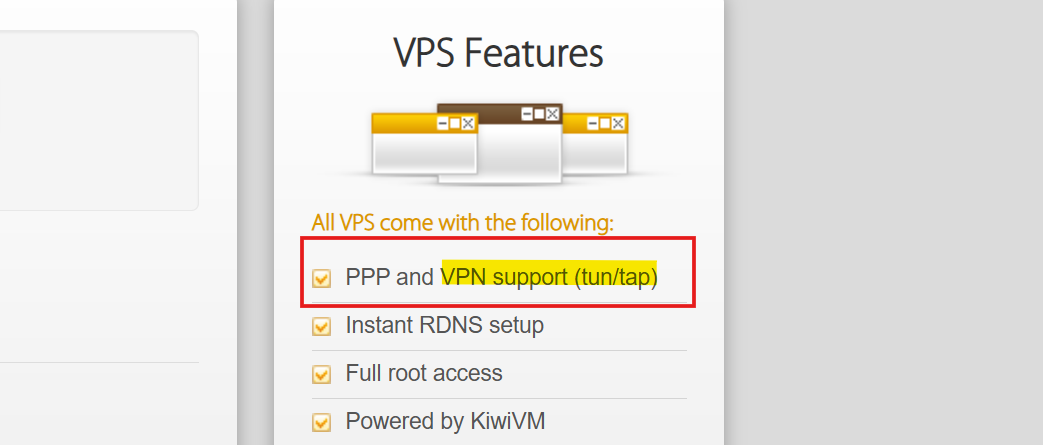 VPS Features
All VPS come with the following:
PPP and VPN support (tun/tap)
Instant RDNS setup
Full root access
Powered by KiwiVM